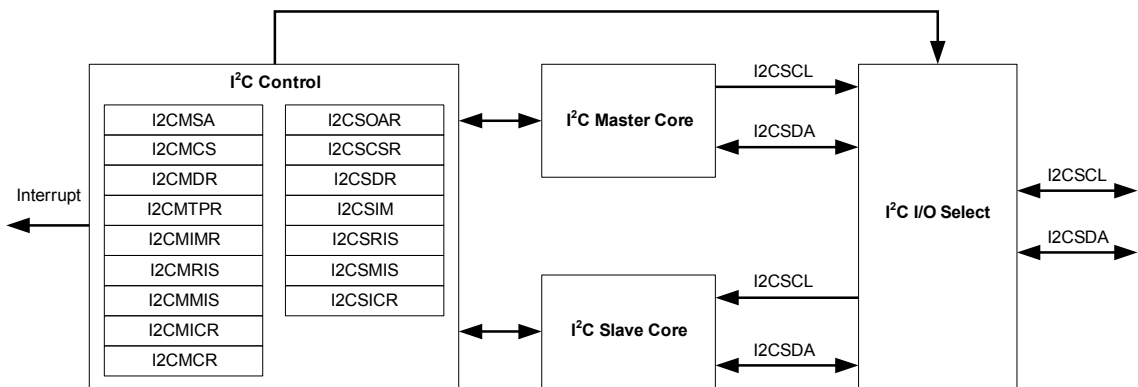 I²C Control
I2CMSA
I2CMCS
I2CMDR
I2CMTPR
I2CMIMR
I2CMRIS
I2CMMIS
I2CMICR
I2CMCR
I2CSOAR
I2CSCSR
I2CSDR
I2CSIM
I2CSRIS
I2CSMIS
I2CSICR
Interrupt
I²C Master Core
I2CSCL
I2CSDA
I²C Slave Core
I2CSCL
I2CSDA
I²C I/O Select
I2CSCL
I2CSDA